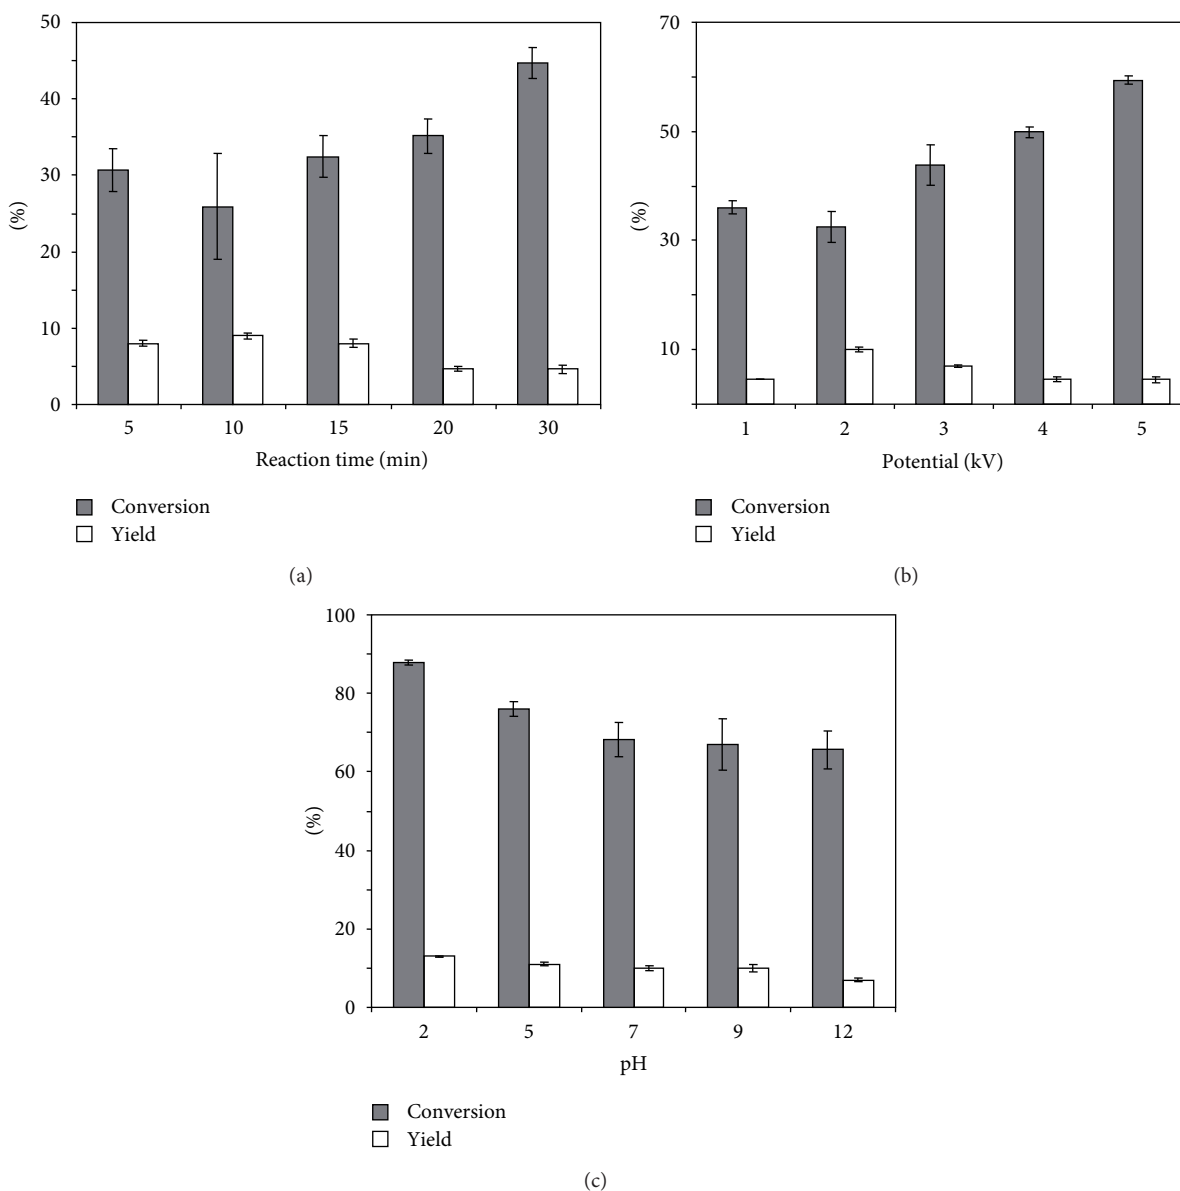 50
40
30
20
10
0
(%)
5 10 15 20 30
Reaction time (min)
Conversion
Yield
(a)
70
50
30
10
(%)
1 2 3 4 5
Potential (kV)
Conversion
Yield
(b)
100
80
60
40
20
0
(%)
2 5 7 9 12
pH
Conversion
Yield
(c)